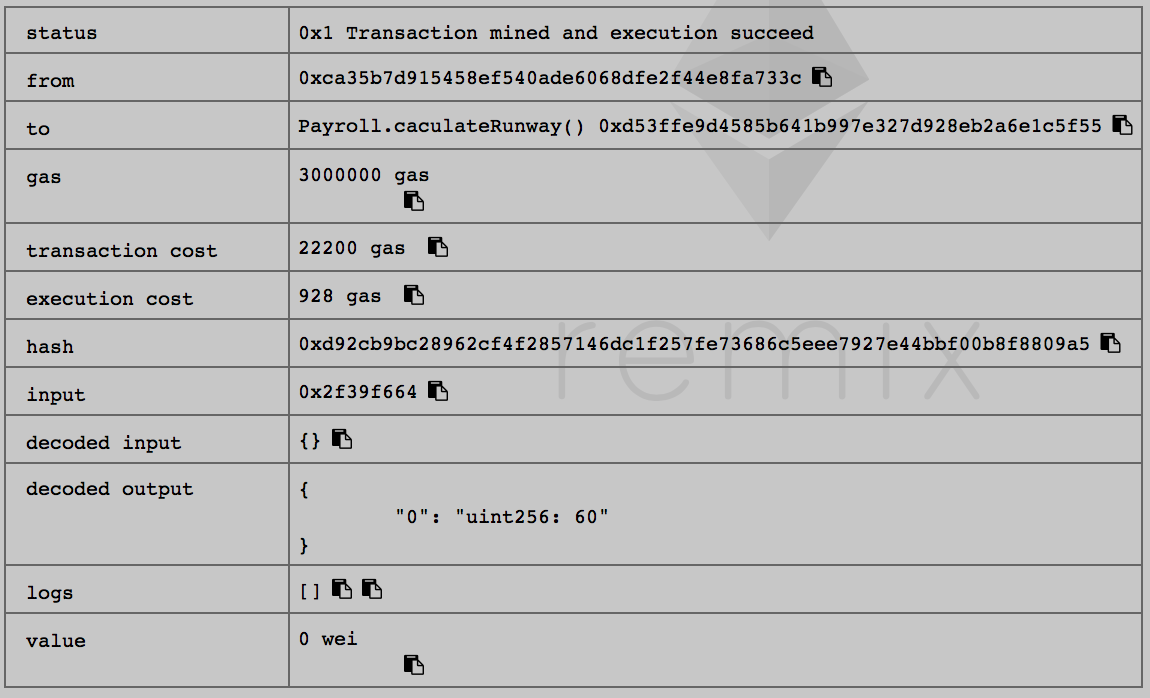 status 0x1 Transaction mined and execution succeed
from 0xca35b7d915458ef540ade6068dfe2f44e8fa733c
to Payroll.caculateRunway() 0xd53ffe9d4585b641b997e327d928eb2a6e1c5f55
gas 3000000 gas
transaction cost 22200 gas
execution cost 928 gas
hash 0xd92cb9bc28962cf4f2857146dc1f257fe73686c5eee7927e44bbf00b8f8809a5
remix
input 0x2f39f664
decoded input {}
decoded output {
"0": "uint256: 60"
}
logs []
value 0 wei